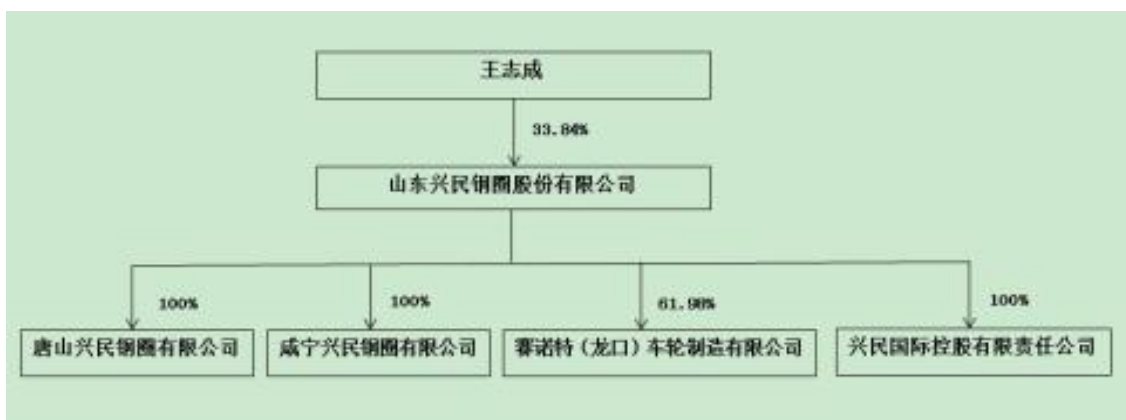 王志成
33.84%
山东兴民钢圈股份有限公司
100%
100%
61.98%
100%
唐山兴民钢圈有限公司
咸宁兴民钢圈有限公司
赛诺特（龙口）车轮制造有限公司
兴民国际控股有限责任公司